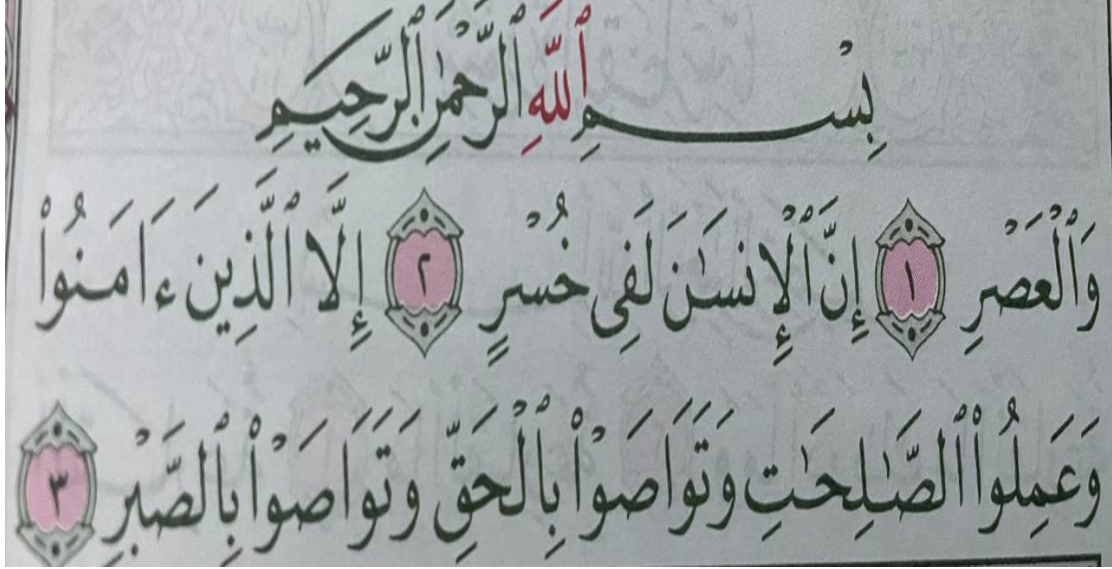 بِسْمِ ٱللَّهِ ٱلرَّحْمَٰنِ ٱلرَّحِيمِ
وَٱلْعَصْرِ ١ إِنَّ ٱلْإِنسَٰنَ لَفِى خُسْرٍ ٢ إِلَّا ٱلَّذِينَ ءَامَنُوا۟
وَعَمِلُوا۟ ٱلصَّٰلِحَٰتِ وَتَوَاصَوْا۟ بِٱلْحَقِّ وَتَوَاصَوْا۟ بِٱلصَّبْرِ ٣